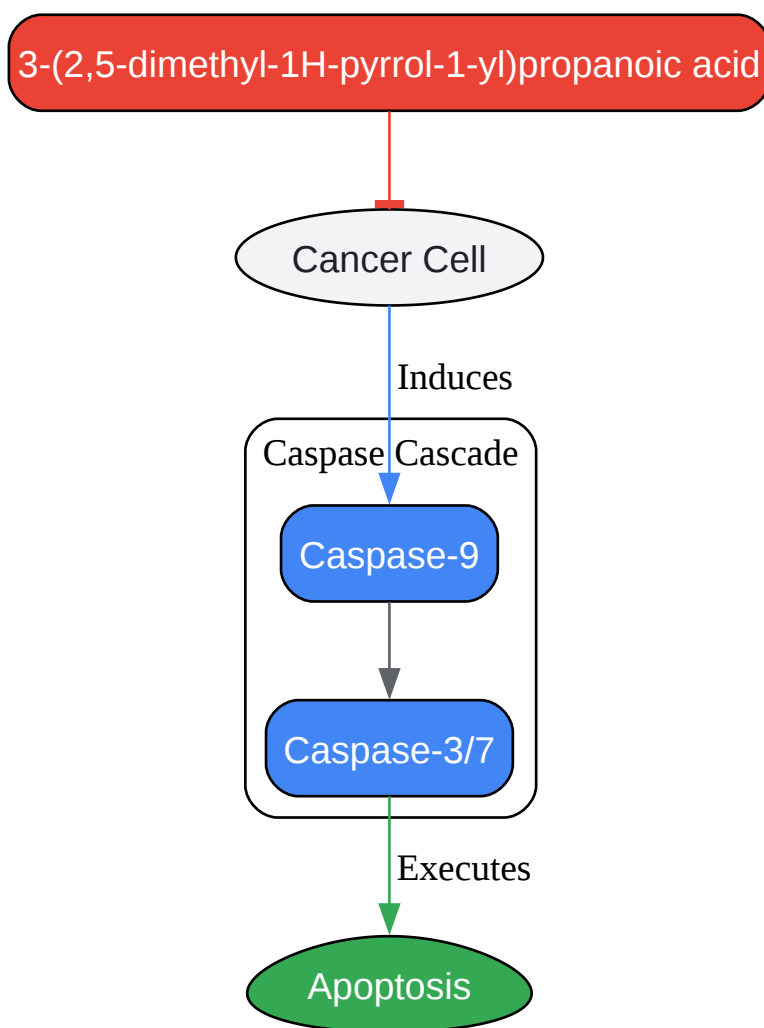 3-(2,5-dimethyl-1H-pyrrol-1-yl)propanoic acid
Cancer Cell
Induces
Caspase Cascade
Caspase-9
Caspase-3/7
Executes
Apoptosis